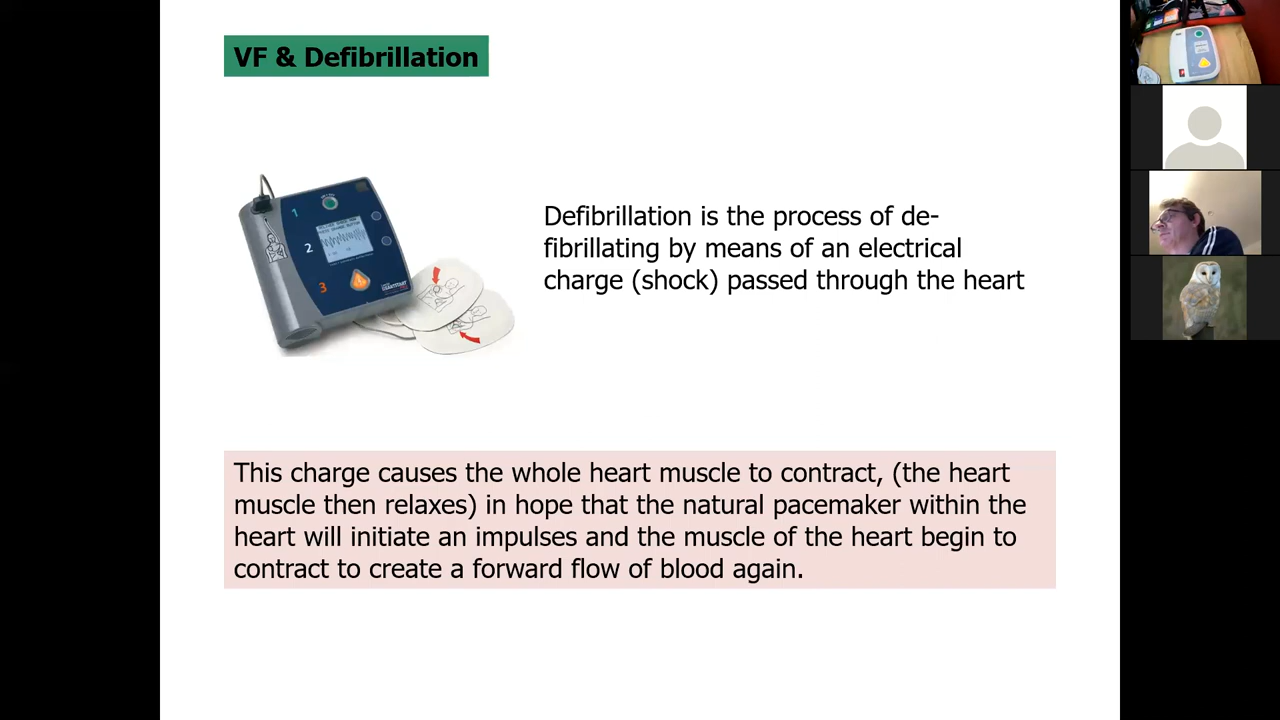 VF & Defibrillation
Defibrillation is the process of de-
fibrillating by means of an electrical
charge (shock) passed through the heart
1
2
3
This charge causes the whole heart muscle to contract, (the heart
muscle then relaxes) in hope that the natural pacemaker within the
heart will initiate an impulses and the muscle of the heart begin to
contract to create a forward flow of blood again.